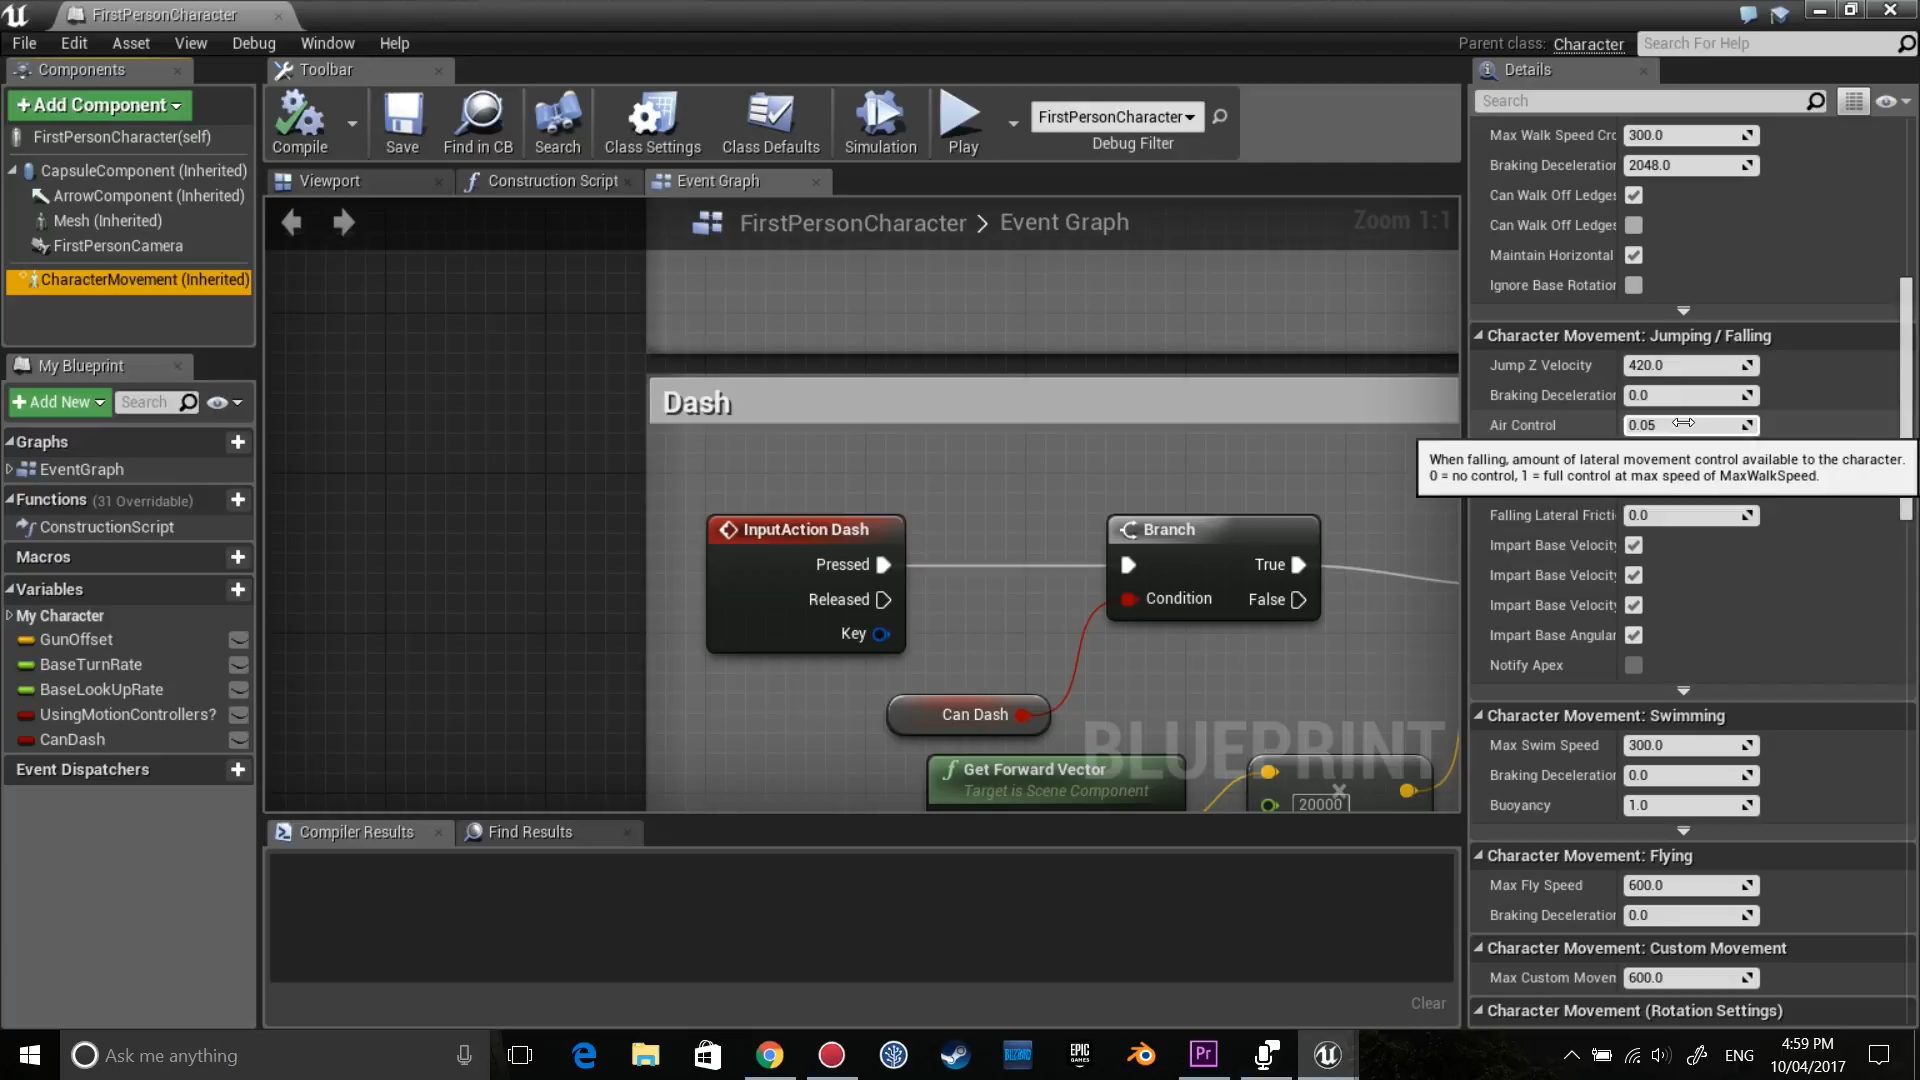 FirstPersonCharacter
File Edit Asset View Debug Window Help
Parent class: Character
Search For Help
Components
Add Component
FirstPersonCharacter(self)
CapsuleComponent (Inherited)
ArrowComponent (Inherited)
Mesh (Inherited)
FirstPersonCamera
CharacterMovement (Inherited)
My Blueprint
Add New
Search
Graphs
EventGraph
Functions (31 Overridable)
ConstructionScript
Macros
Variables
My Character
GunOffset
BaseTurnRate
BaseLookUpRate
UsingMotionControllers?
CanDash
Event Dispatchers
Toolbar
Compile
Save
Find in CB
Search
Class Settings
Class Defaults
Simulation
Play
FirstPersonCharacter
Debug Filter
Viewport
Construction Script
Event Graph
FirstPersonCharacter > Event Graph
Zoom 1:1
Dash
InputAction Dash
Pressed
Released
Key
Branch
True
Condition
False
Can Dash
Get Forward Vector
Target is Scene Component
20000
BLUEPRINT
Compiler Results
Find Results
Clear
Details
Search
Max Walk Speed Cro 300.0
Braking Deceleration 2048.0
Can Walk Off Ledges
Can Walk Off Ledges
Maintain Horizontal
Ignore Base Rotation
Character Movement: Jumping / Falling
Jump Z Velocity 420.0
Braking Deceleration 0.0
Air Control 0.05
When falling, amount of lateral movement control available to the character.
0 = no control, 1 = full control at max speed of MaxWalkSpeed.
Falling Lateral Fricti 0.0
Impart Base Velocity
Impart Base Velocity
Impart Base Velocity
Impart Base Angular
Notify Apex
Character Movement: Swimming
Max Swim Speed 300.0
Braking Deceleration 0.0
Buoyancy 1.0
Character Movement: Flying
Max Fly Speed 600.0
Braking Deceleration 0.0
Character Movement: Custom Movement
Max Custom Movem 600.0
Character Movement (Rotation Settings)
Ask me anything
BLIZZARD
EPIC GAMES
Pr
ENG
4:59 PM
10/04/2017